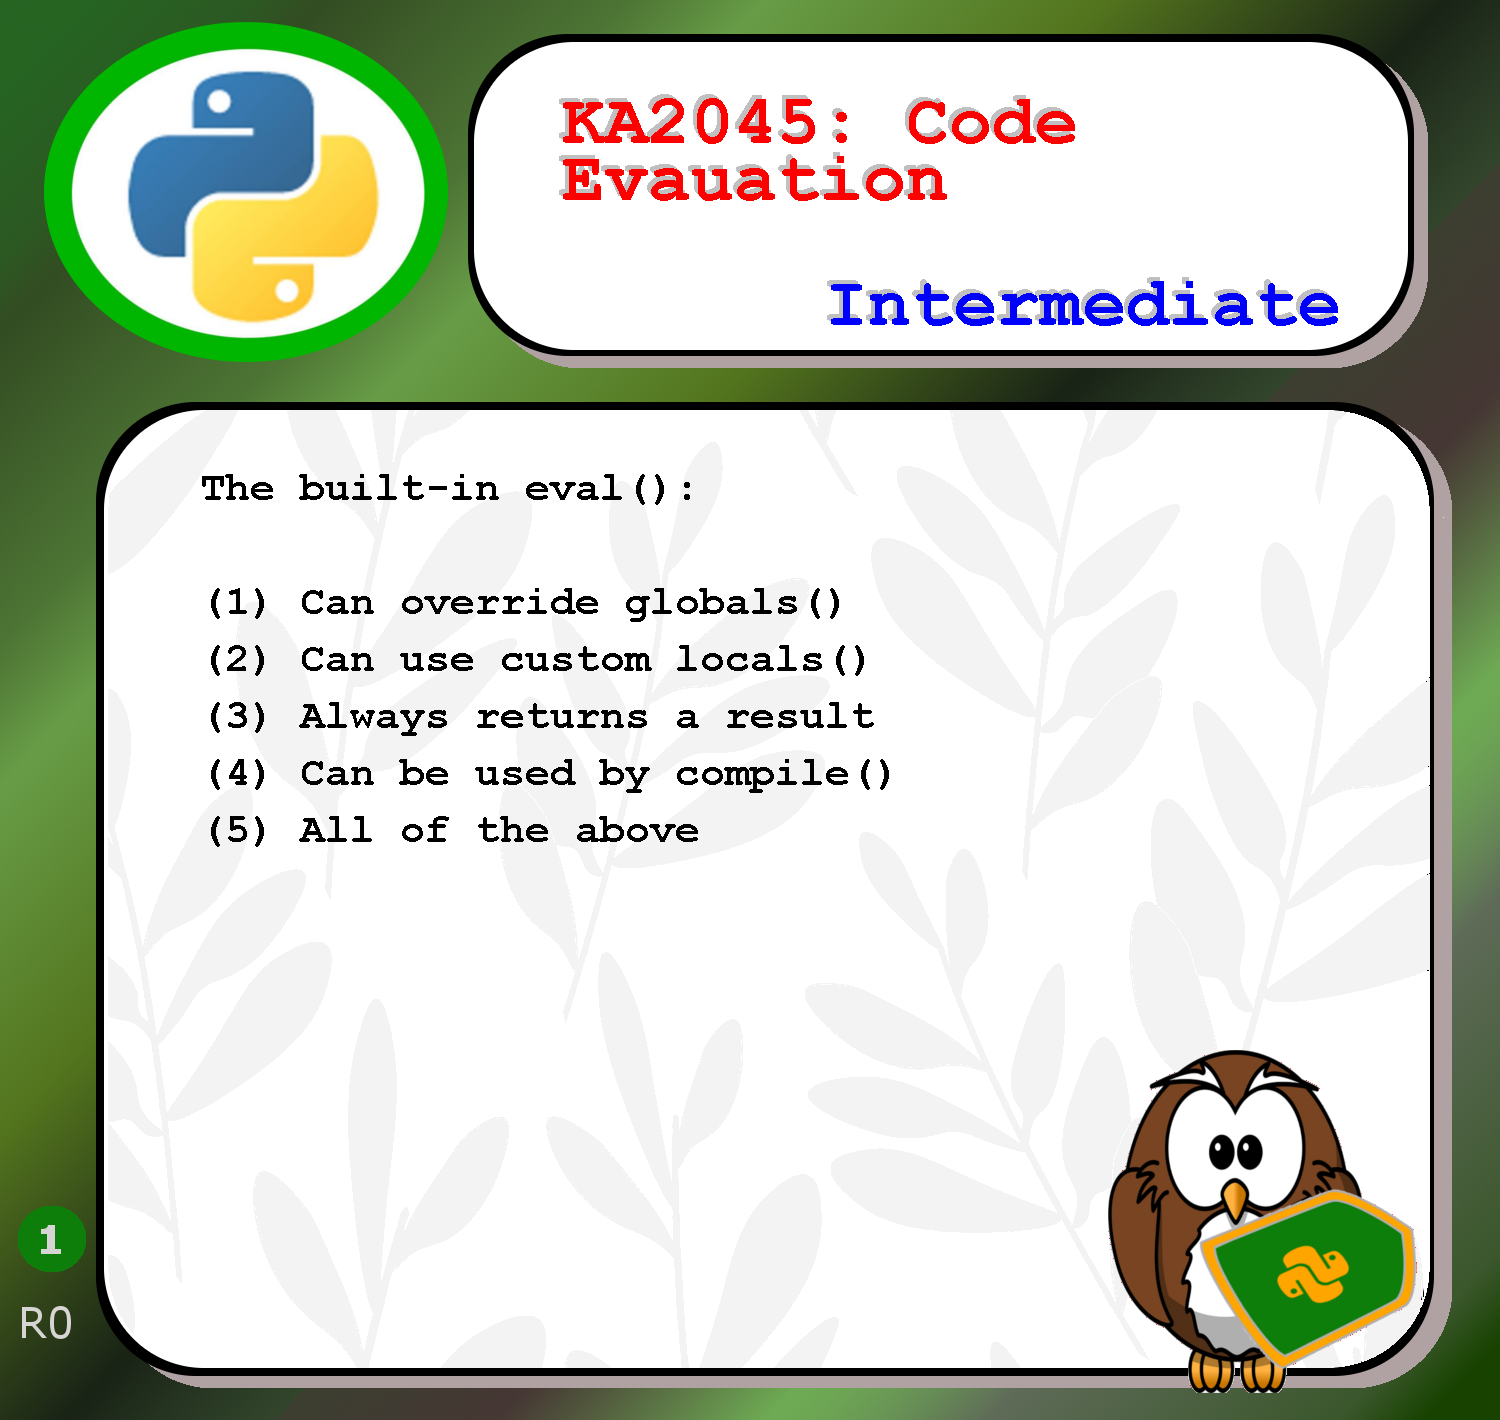 KA2045: Code
Evauation
Intermediate
The built-in eval():
(1) Can override globals()
(2) Can use custom locals()
(3) Always returns a result
(4) Can be used by compile()
(5) All of the above
1
R0